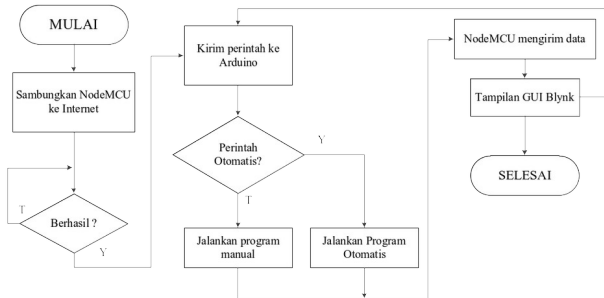 MULAI
Sambungkan NodeMCU
ke Internet
T
Berhasil ?
Y
Kirim perintah ke
Arduino
Perintah
Otomatis?
Y
T
Jalankan program
manual
Jalankan Program
Otomatis
NodeMCU mengirim data
Tampilan GUI Blynk
SELESAI